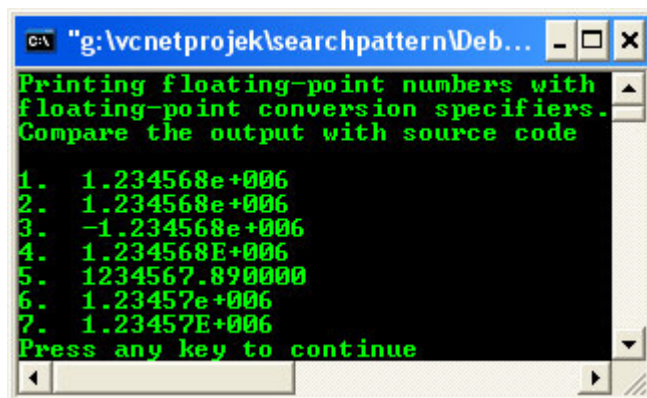 C:\ "g:\vcnetprojek\searchpattern\Deb...
Printing floating-point numbers with
floating-point conversion specifiers.
Compare the output with source code
1. 1.234568e+006
2. 1.234568e+006
3. -1.234568e+006
4. 1.234568E+006
5. 1234567.890000
6. 1.23457e+006
7. 1.23457E+006
Press any key to continue